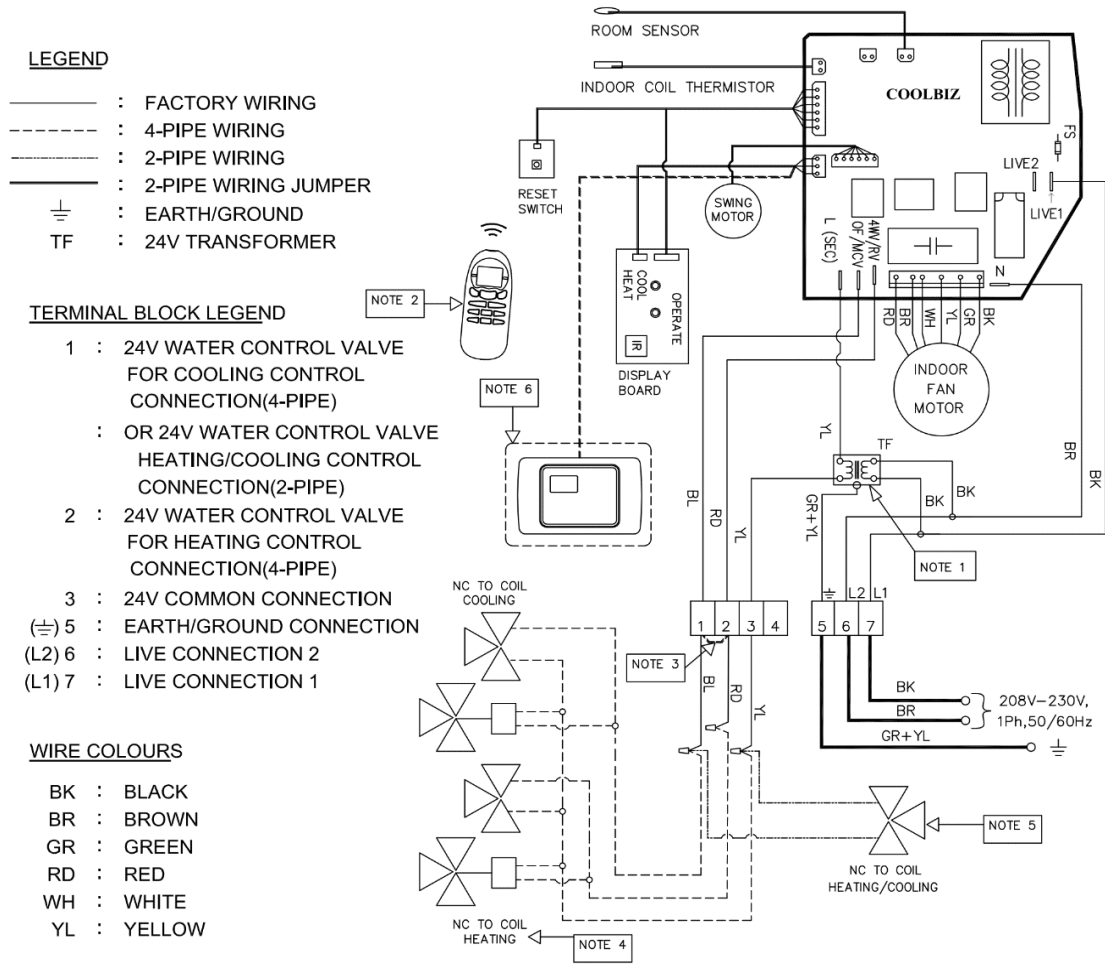 LEGEND
: FACTORY WIRING
: 4-PIPE WIRING
: 2-PIPE WIRING
: 2-PIPE WIRING JUMPER
: EARTH/GROUND
TF : 24V TRANSFORMER
TERMINAL BLOCK LEGEND
1 : 24V WATER CONTROL VALVE
FOR COOLING CONTROL
CONNECTION(4-PIPE)
: OR 24V WATER CONTROL VALVE
HEATING/COOLING CONTROL
CONNECTION(2-PIPE)
2 : 24V WATER CONTROL VALVE
FOR HEATING CONTROL
CONNECTION(4-PIPE)
3 : 24V COMMON CONNECTION
(⏚) 5 : EARTH/GROUND CONNECTION
(L2) 6 : LIVE CONNECTION 2
(L1) 7 : LIVE CONNECTION 1
WIRE COLOURS
BK : BLACK
BR : BROWN
GR : GREEN
RD : RED
WH : WHITE
YL : YELLOW
ROOM SENSOR
INDOOR COIL THERMISTOR
COOLBIZ
FS
LIVE2
LIVE1
N
L (SEC)
OF/MCV
4WV/RV
RESET
SWITCH
SWING
MOTOR
NOTE 2
COOL
HEAT
OPERATE
IR
DISPLAY
BOARD
RD
BR
WH
YL
GR
BK
INDOOR
FAN
MOTOR
NOTE 6
YL
TF
BR
BK
BL
RD
YL
GR+YL
BK
BK
NOTE 1
L2
L1
1
2
3
4
5
6
7
NC TO COIL
COOLING
NOTE 3
BL
RD
YL
BK
BR
GR+YL
208V-230V,
1Ph,50/60Hz
NOTE 5
NC TO COIL
HEATING/COOLING
NC TO COIL
HEATING
NOTE 4